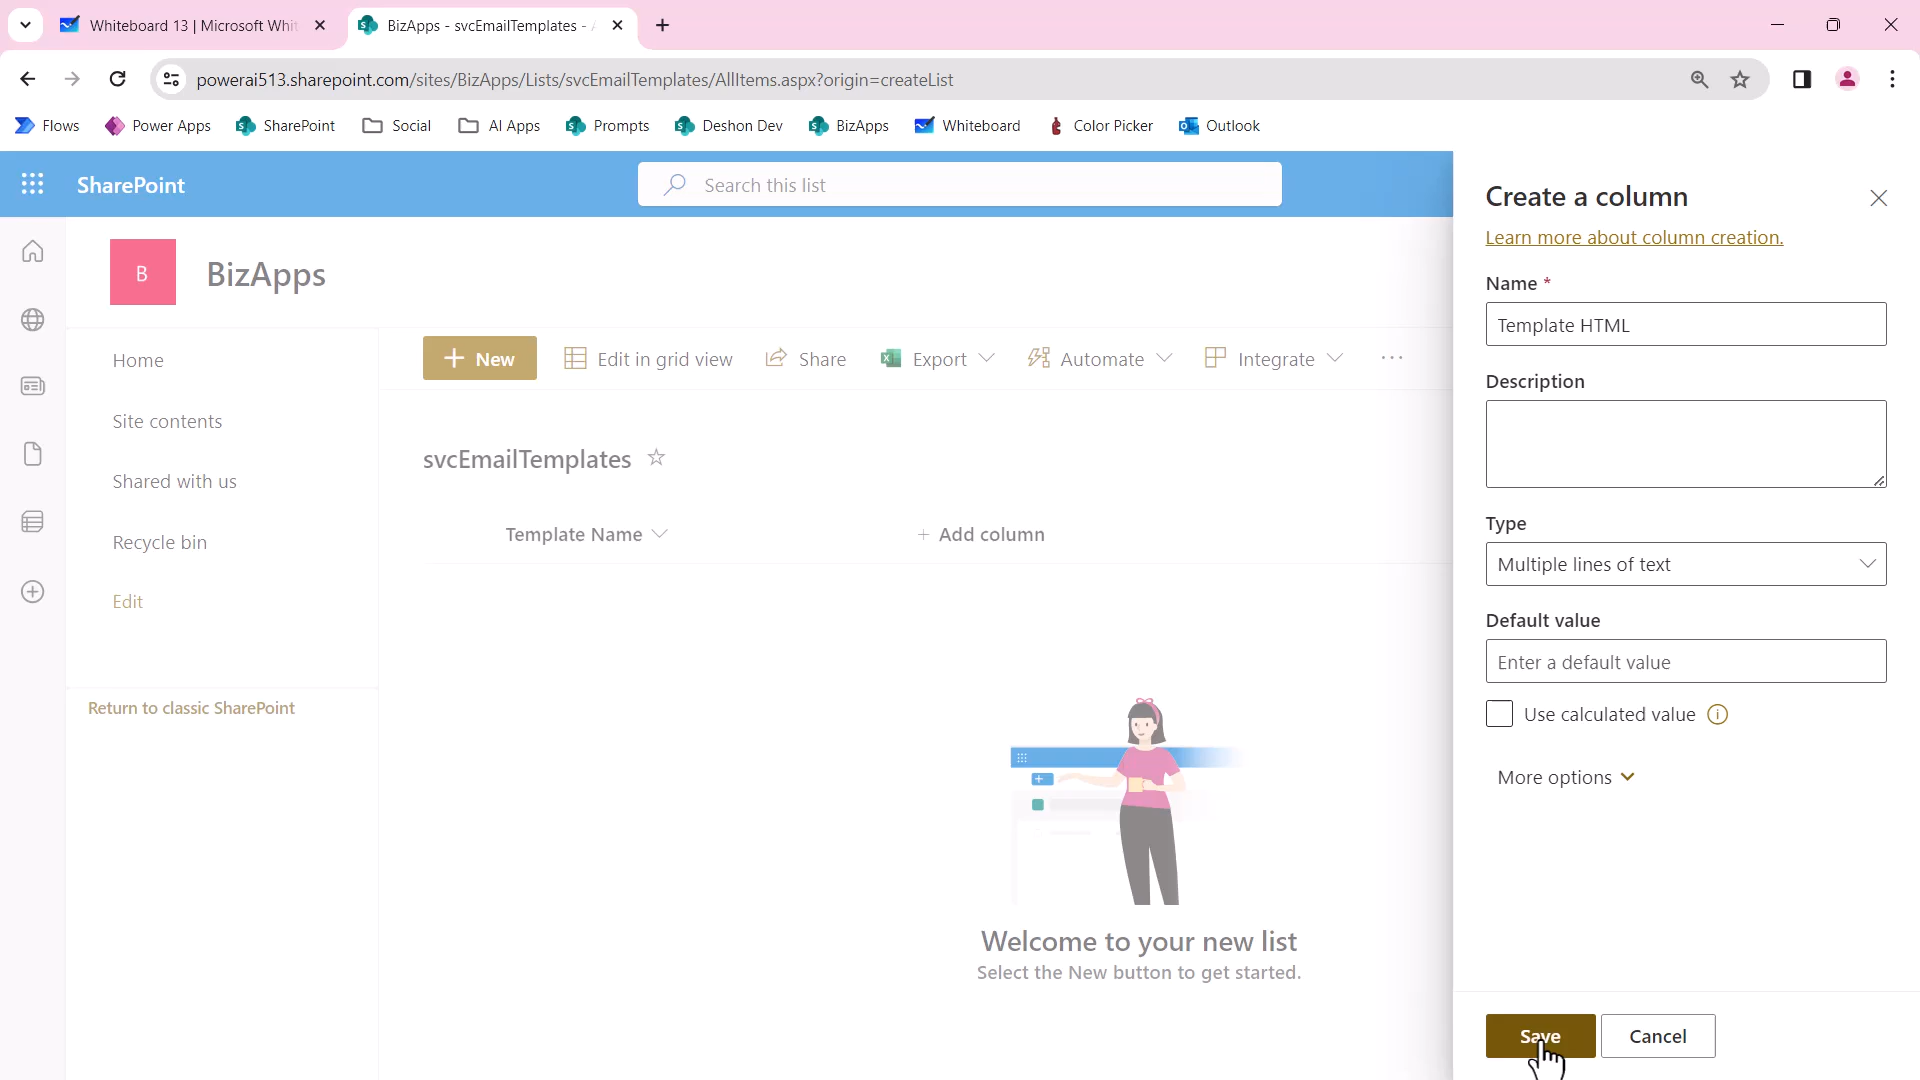 Whiteboard 13 | Microsoft Whit
BizApps - svcEmailTemplates - A
powerai513.sharepoint.com/sites/BizApps/Lists/svcEmailTemplates/AllItems.aspx?origin=createList
Flows
Power Apps
SharePoint
Social
AI Apps
Prompts
Deshon Dev
BizApps
Whiteboard
Color Picker
Outlook
SharePoint
Search this list
B
BizApps
Home
Site contents
Shared with us
Recycle bin
Edit
Return to classic SharePoint
New
Edit in grid view
Share
Export
Automate
Integrate
svcEmailTemplates
Template Name
+ Add column
Welcome to your new list
Select the New button to get started.
Create a column
Learn more about column creation.
Name *
Template HTML
Description
Type
Multiple lines of text
Default value
Enter a default value
Use calculated value
More options
Save
Cancel